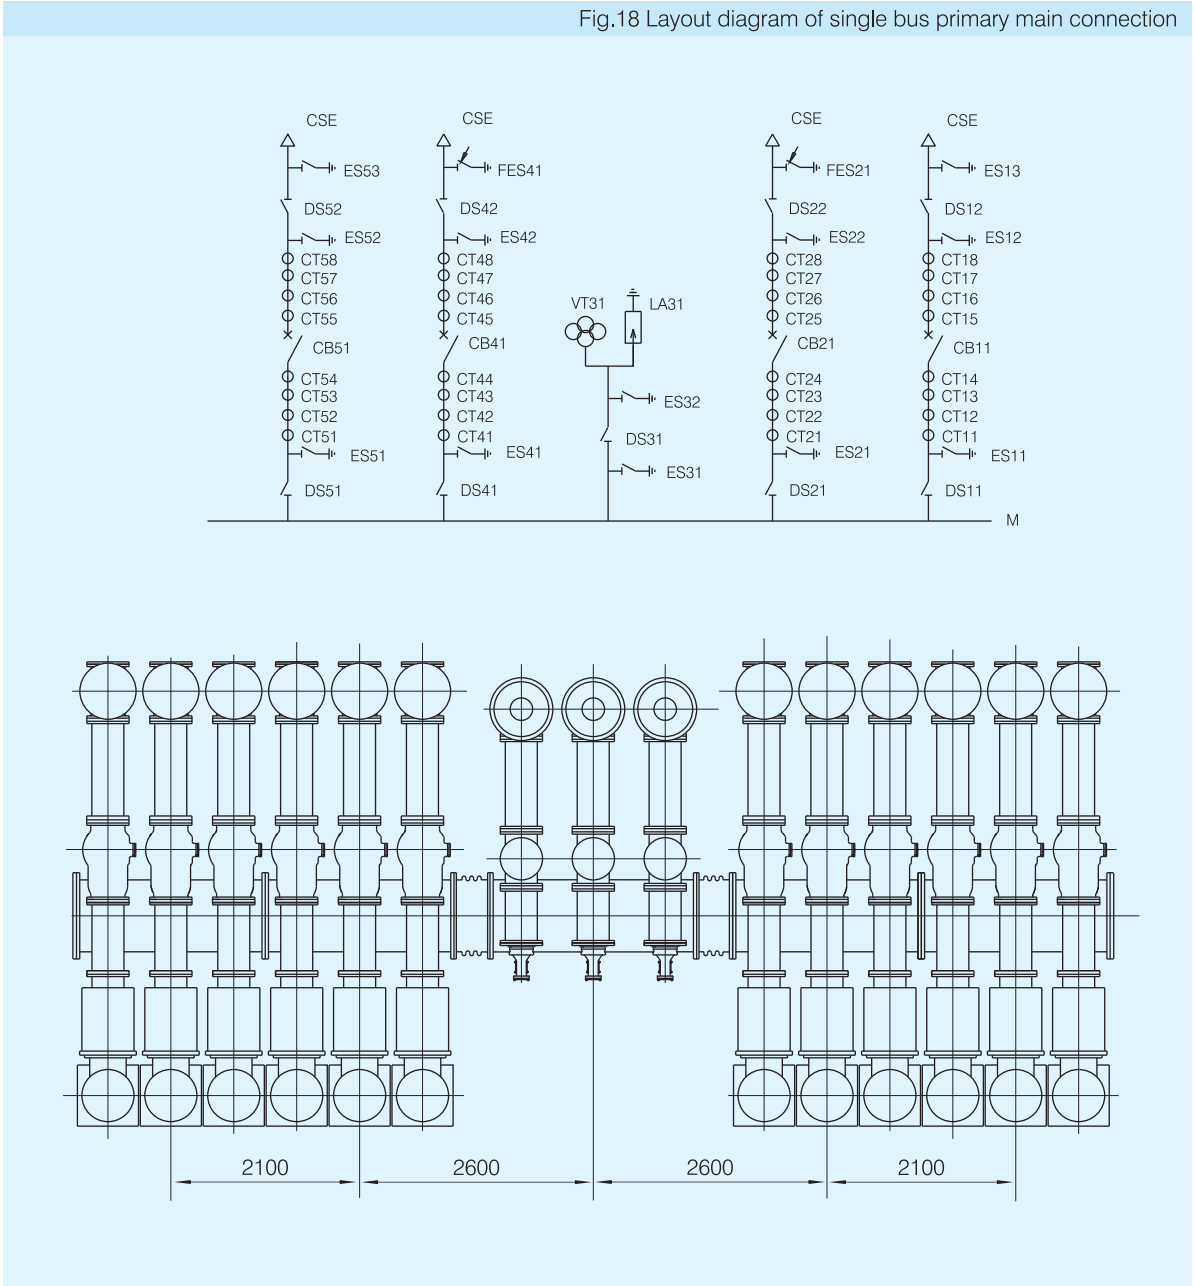 Fig.18 Layout diagram of single bus primary main connection
CSE CSE CSE CSE
ES53 FES41 FES21 ES13
DS52 DS42 DS22 DS12
ES52 ES42 ES22 ES12
CT58 CT48 CT28 CT18
CT57 CT47 CT27 CT17
CT56 CT46 VT31 LA31 CT26 CT16
CT55 CT45 CT25 CT15
CB51 CB41 CB21 CB11
CT54 CT44 CT24 CT14
CT53 CT43 ES32 CT23 CT13
CT52 CT42 CT22 CT12
CT51 CT41 DS31 CT21 CT11
ES51 ES41 ES21 ES11
ES31
DS51 DS41 DS21 DS11
M
2100 2600 2600 2100